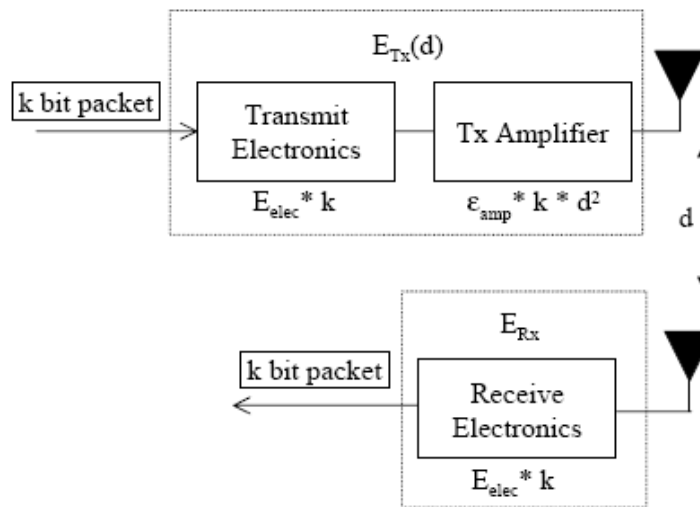 E_Tx(d)
k bit packet
Transmit
Electronics
Tx Amplifier
E_elec* k
ε_amp* k * d²
d
E_Rx
k bit packet
Receive
Electronics
E_elec* k